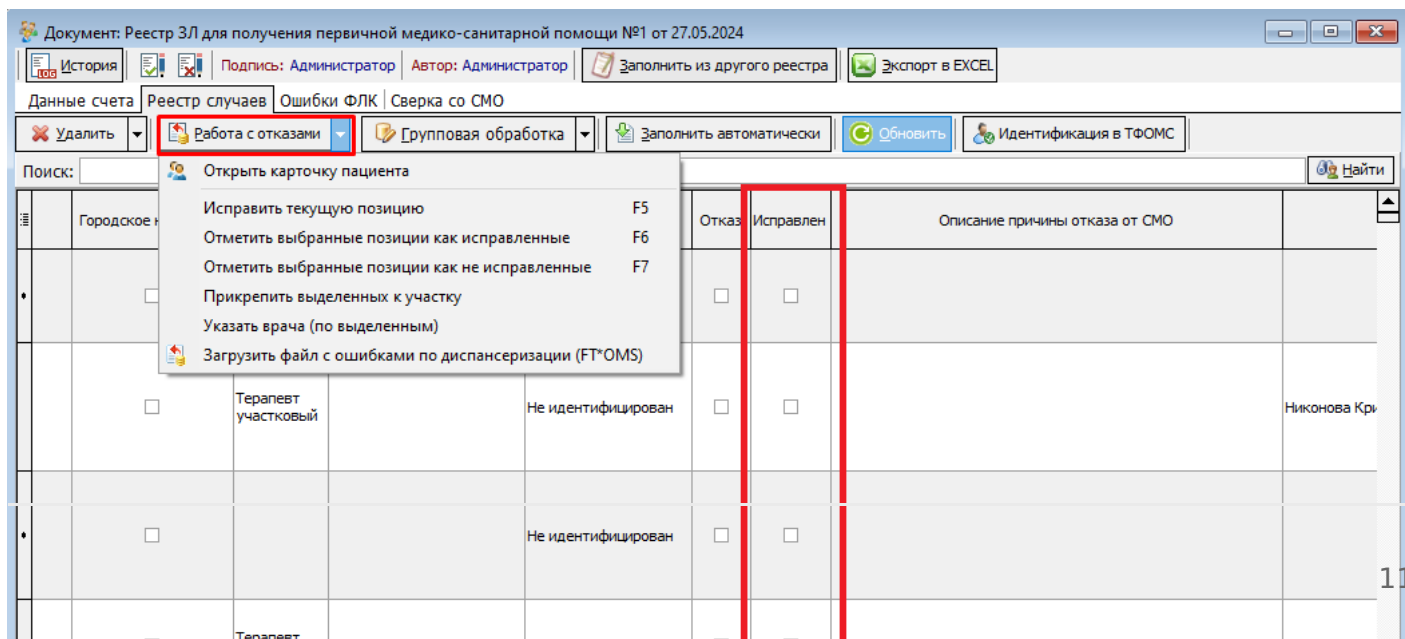 Документ: Реестр ЗЛ для получения первичной медико-санитарной помощи №1 от 27.05.2024
LOG История Подпись: Администратор Автор: Администратор Заполнить из другого реестра Экспорт в EXCEL
Данные счета Реестр случаев Ошибки ФЛК Сверка со СМО
Удалить Работа с отказами Групповая обработка Заполнить автоматически Обновить Идентификация в ТФОМС
Поиск: Найти
Открыть карточку пациента
Исправить текущую позицию F5
Отметить выбранные позиции как исправленные F6
Отметить выбранные позиции как не исправленные F7
Прикрепить выделенных к участку
Указать врача (по выделенным)
Загрузить файл с ошибками по диспансеризации (FT*OMS)
Городское Отказ Исправлен Описание причины отказа от СМО
Терапевт
участковый
Не идентифицирован Никонова Кри
Не идентифицирован
11
Терапевт